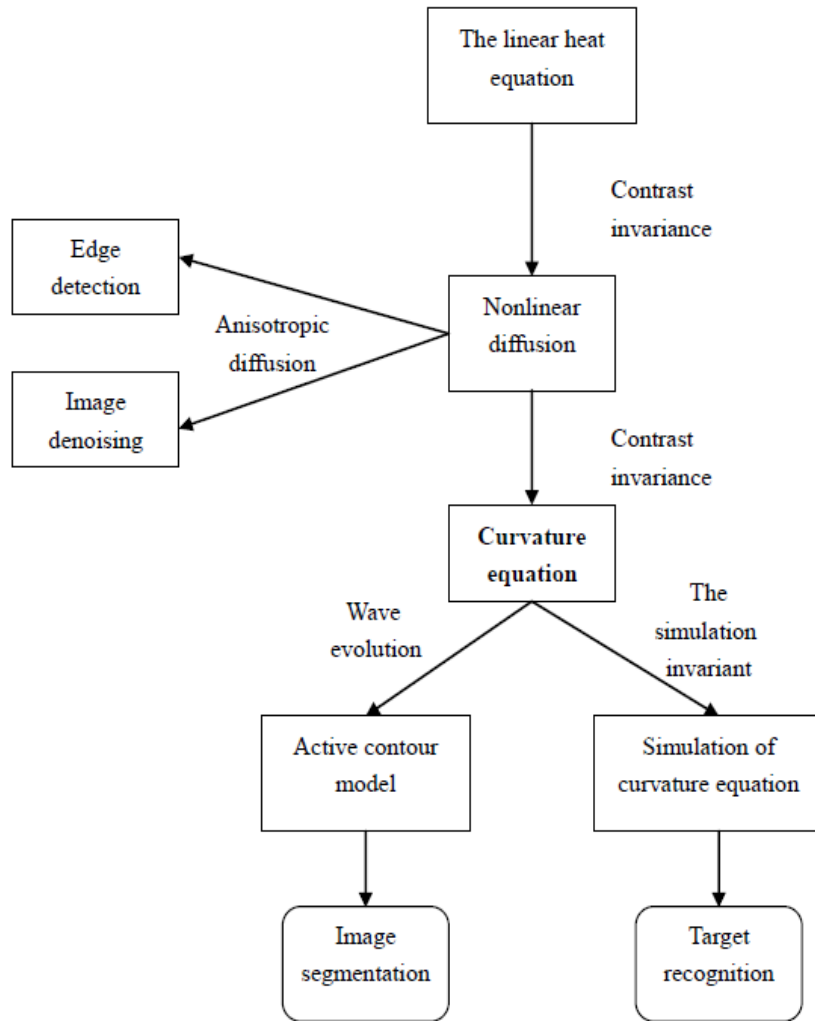 The linear heat
equation
Contrast
invariance
Edge
detection
Nonlinear
diffusion
Anisotropic
diffusion
Image
denoising
Contrast
invariance
Curvature
equation
Wave
evolution
The
simulation
invariant
Active contour
model
Simulation of
curvature equation
Image
segmentation
Target
recognition